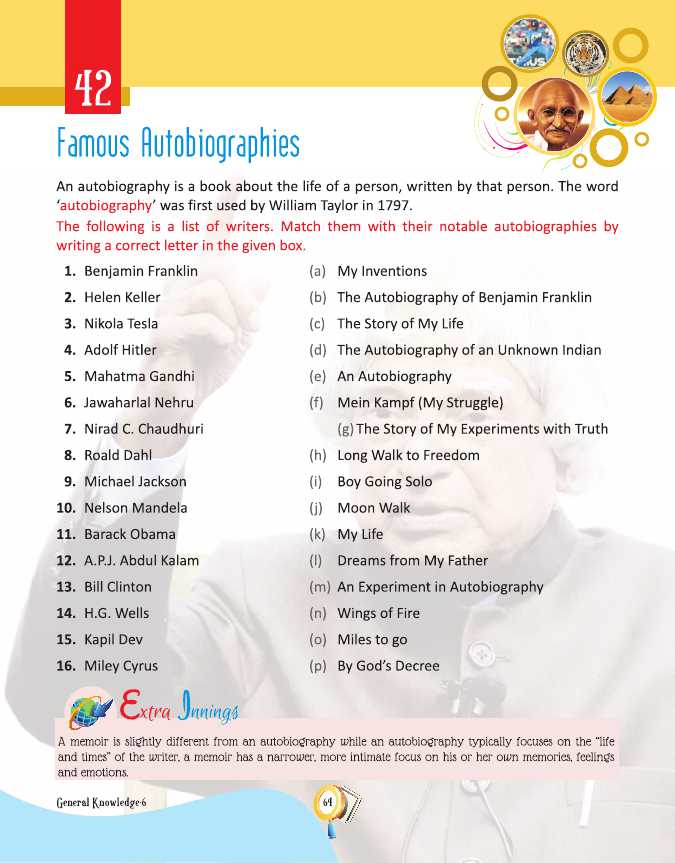 42
Famous Autobiographies
An autobiography is a book about the life of a person, written by that person. The word
‘autobiography’ was first used by William Taylor in 1797.
The following is a list of writers. Match them with their notable autobiographies by
writing a correct letter in the given box.
1. Benjamin Franklin (a) My Inventions
2. Helen Keller (b) The Autobiography of Benjamin Franklin
3. Nikola Tesla (c) The Story of My Life
4. Adolf Hitler (d) The Autobiography of an Unknown Indian
5. Mahatma Gandhi (e) An Autobiography
6. Jawaharlal Nehru (f) Mein Kampf (My Struggle)
7. Nirad C. Chaudhuri (g) The Story of My Experiments with Truth
8. Roald Dahl (h) Long Walk to Freedom
9. Michael Jackson (i) Boy Going Solo
10. Nelson Mandela (j) Moon Walk
11. Barack Obama (k) My Life
12. A.P.J. Abdul Kalam (l) Dreams from My Father
13. Bill Clinton (m) An Experiment in Autobiography
14. H.G. Wells (n) Wings of Fire
15. Kapil Dev (o) Miles to go
16. Miley Cyrus (p) By God’s Decree
Extra Innings
A memoir is slightly different from an autobiography while an autobiography typically focuses on the “life
and times” of the writer, a memoir has a narrower, more intimate focus on his or her own memories, feelings
and emotions.
General Knowledge-6
64